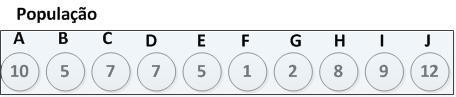 População
A B C D E F G H I J
10 5 7 7 5 1 2 8 9 12